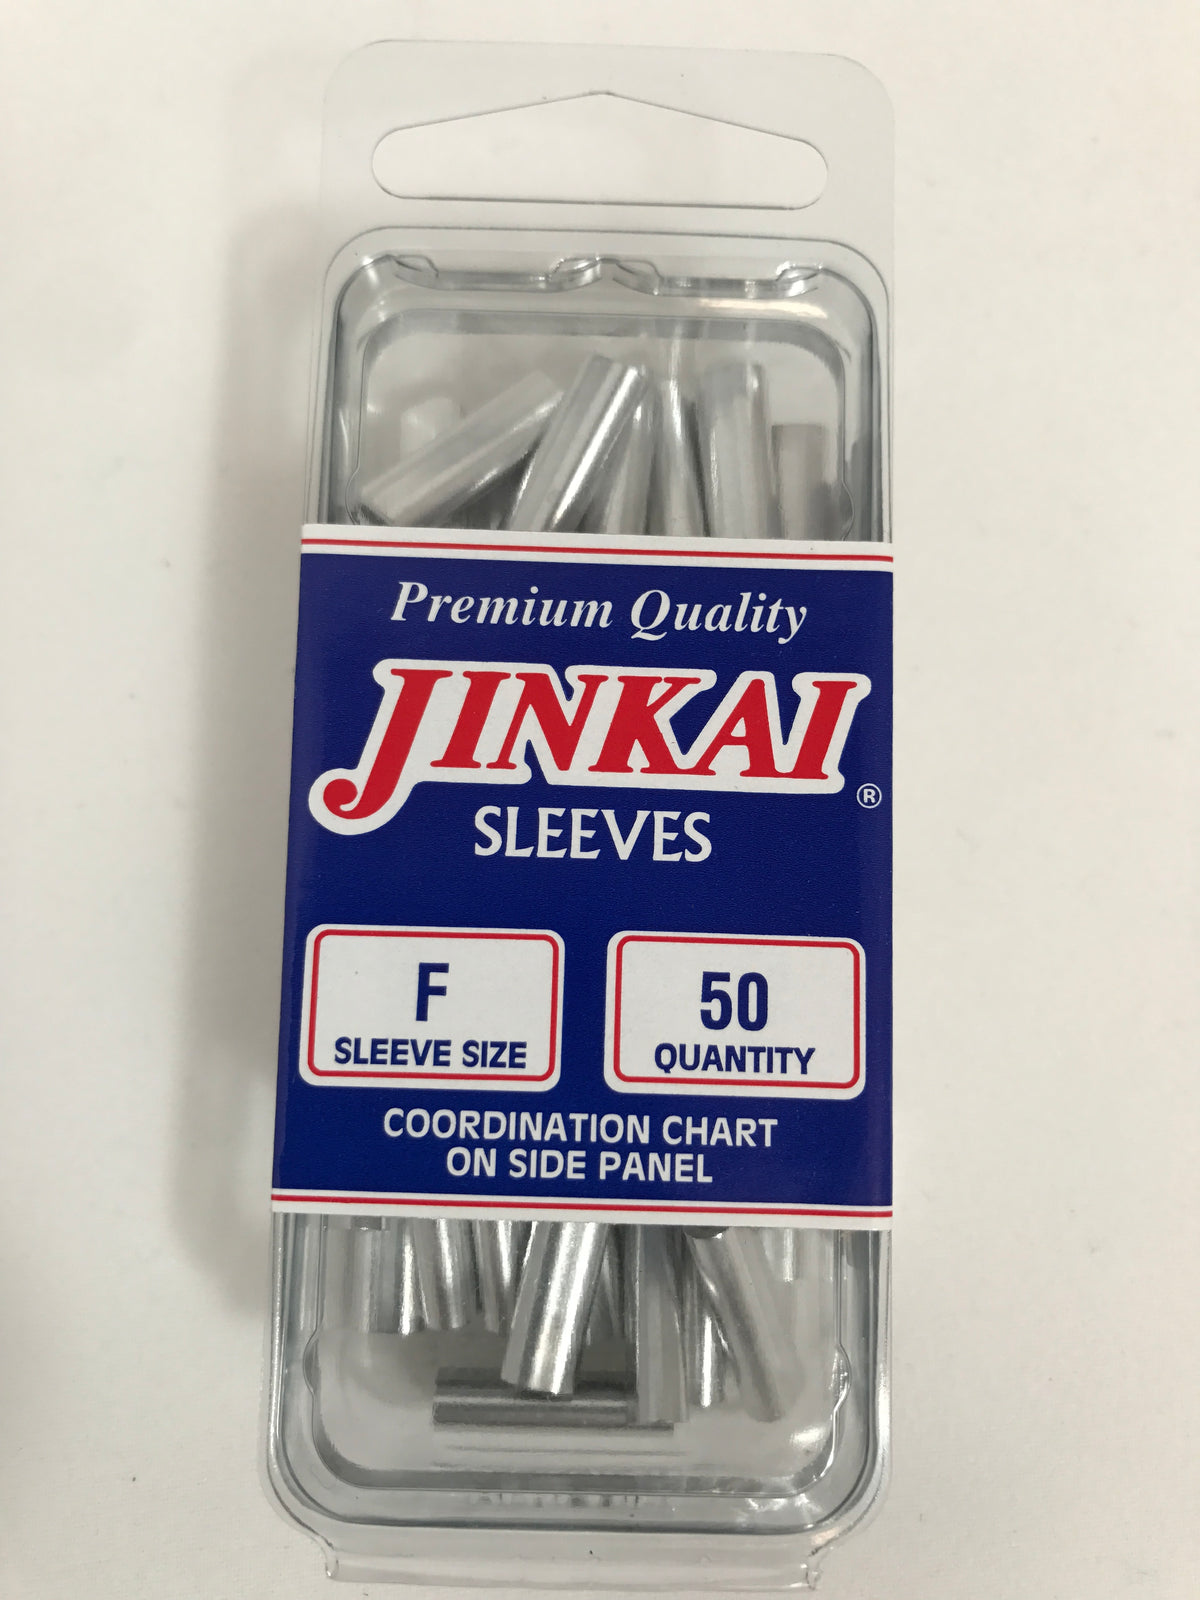 Premium Quality
JINKAI®
SLEEVES
F
SLEEVE SIZE
50
QUANTITY
COORDINATION CHART
ON SIDE PANEL